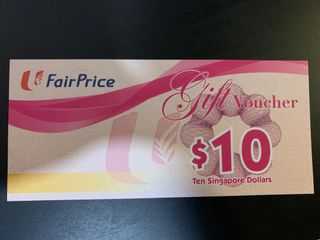 FairPrice
Gift Voucher
$10
Ten Singapore Dollars